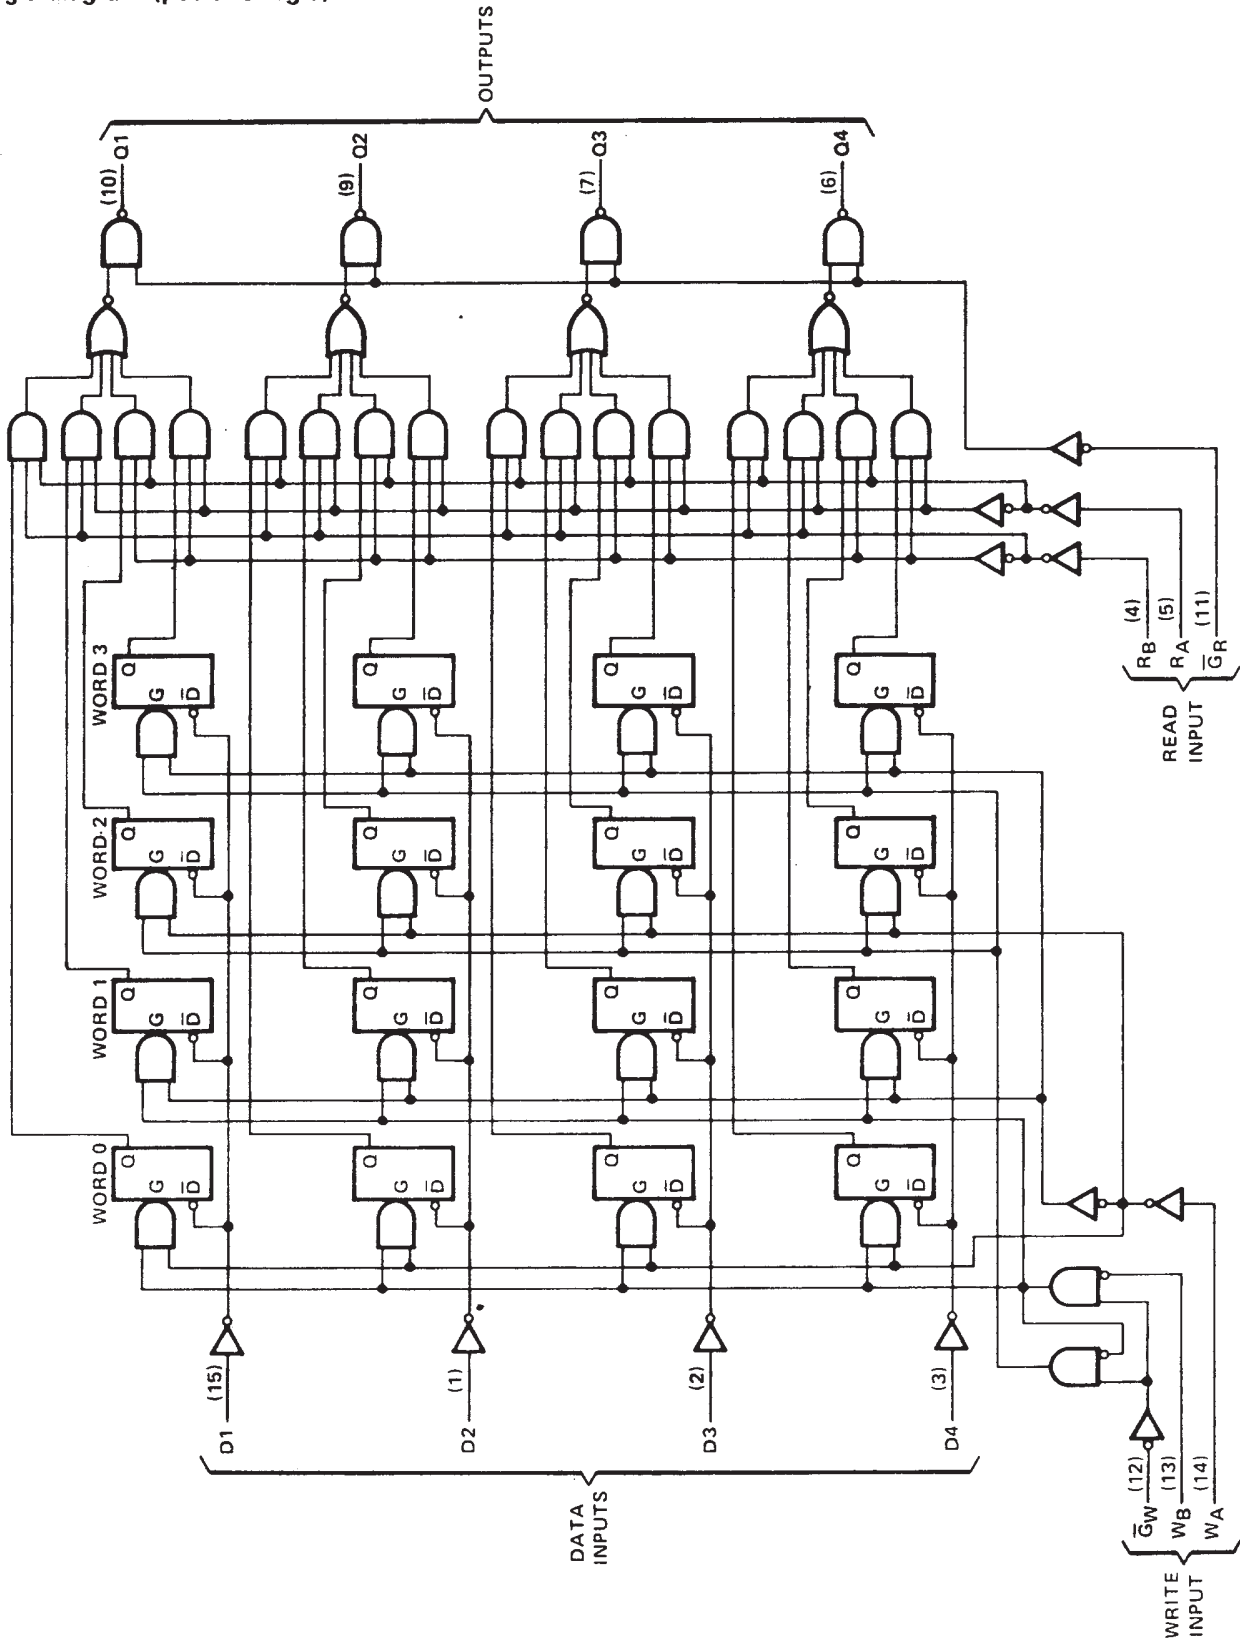 OUTPUTS
(10) Q1
(9) Q2
(7) Q3
(6) Q4
WORD 0
WORD 1
WORD 2
WORD 3
Q
G
D̅
Q
G
D̅
Q
G
D̅
Q
G
D̅
Q
G
D̅
Q
G
D̅
Q
G
D̅
Q
G
D̅
Q
G
D̅
Q
G
D̅
Q
G
D̅
Q
G
D̅
Q
G
D̅
Q
G
D̅
Q
G
D̅
Q
G
D̅
D1 (15)
D2 (1)
D3 (2)
D4 (3)
DATA
INPUTS
G̅W (12)
WB (13)
WA (14)
WRITE
INPUT
RB (4)
RA (5)
G̅R (11)
READ
INPUT